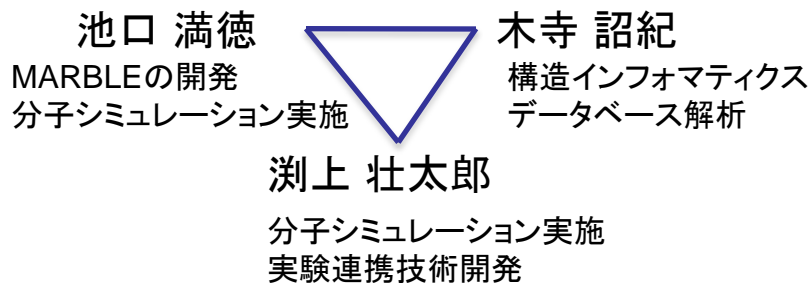 池口 満徳
MARBLEの開発
分子シミュレーション実施
木寺 詔紀
構造インフォマティクス
データベース解析
渕上 壮太郎
分子シミュレーション実施
実験連携技術開発